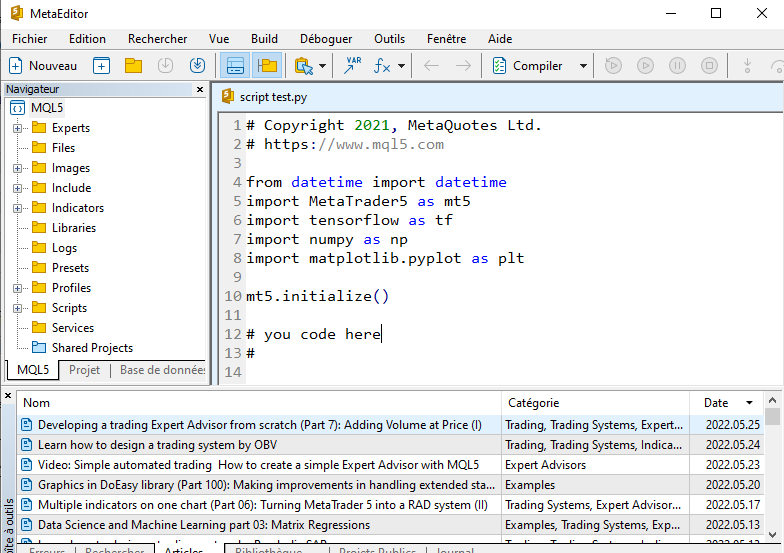 MetaEditor
Fichier Edition Rechercher Vue Build Déboguer Outils Fenêtre Aide
Nouveau VAR Compiler
Navigateur
script test.py
MQL5
Experts
Files
Images
Include
Indicators
Libraries
Logs
Presets
Profiles
Scripts
Services
Shared Projects
MQL5 Projet Base de données
1 # Copyright 2021, MetaQuotes Ltd.
2 # https://www.mql5.com
3
4 from datetime import datetime
5 import MetaTrader5 as mt5
6 import tensorflow as tf
7 import numpy as np
8 import matplotlib.pyplot as plt
9
10 mt5.initialize()
11
12 # you code here
13 #
14
Nom Catégorie Date
Developing a trading Expert Advisor from scratch (Part 7): Adding Volume at Price (I) Trading, Trading Systems, Expert... 2022.05.25
Learn how to design a trading system by OBV Trading, Trading Systems, Indica... 2022.05.24
Video: Simple automated trading How to create a simple Expert Advisor with MQL5 Expert Advisors 2022.05.23
Graphics in DoEasy library (Part 100): Making improvements in handling extended sta... Examples 2022.05.20
Multiple indicators on one chart (Part 06): Turning MetaTrader 5 into a RAD system (II) Trading Systems, Expert Advisor... 2022.05.17
Data Science and Machine Learning part 03: Matrix Regressions Examples, Trading Systems, Exp... 2022.05.13
Erreurs Rechercher Articles Bibliothèque Projets Publics Journal